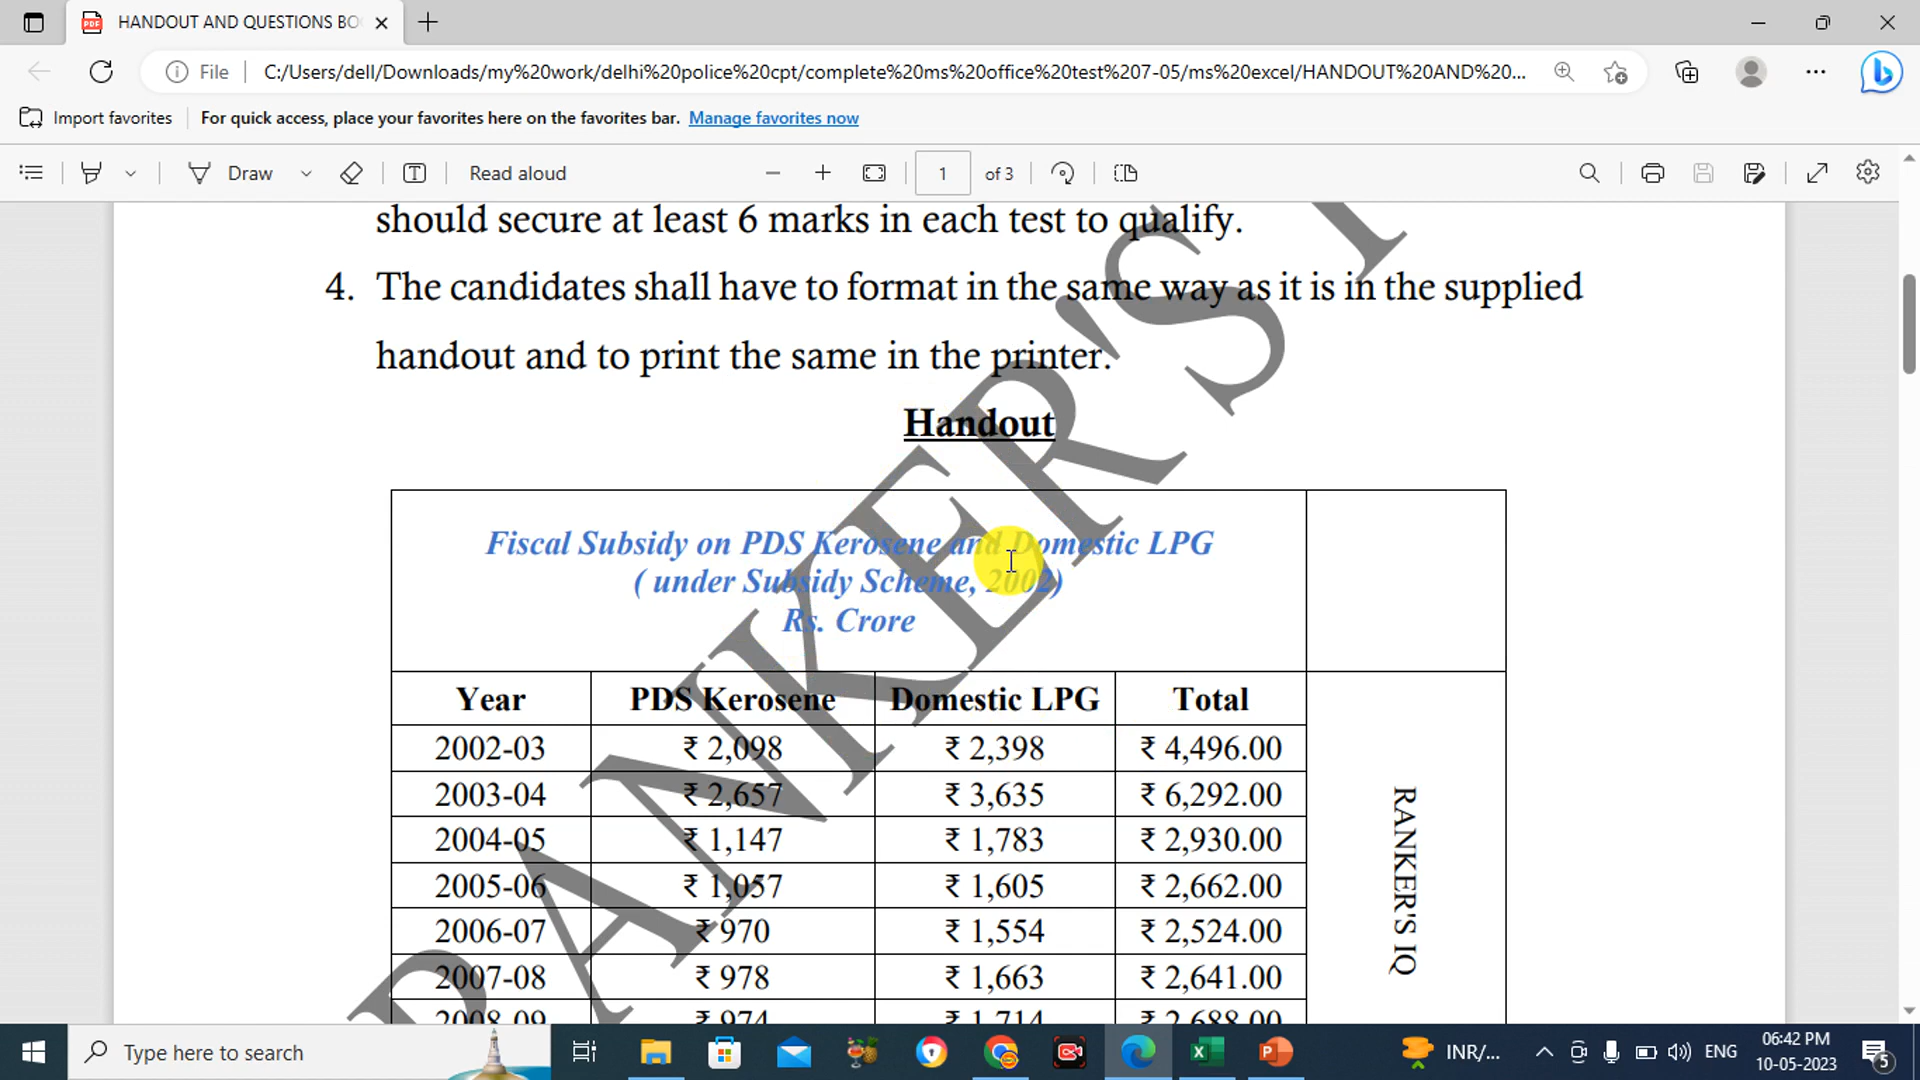 HANDOUT AND QUESTIONS BO
File
C:/Users/dell/Downloads/my%20work/delhi%20police%20cpt/complete%20ms%20office%20test%207-05/ms%20excel/HANDOUT%20AND%20...
Import favorites
For quick access, place your favorites here on the favorites bar. Manage favorites now
Draw
Read aloud
1 of 3
should secure at least 6 marks in each test to qualify.
4. The candidates shall have to format in the same way as it is in the supplied
handout and to print the same in the printer.
Handout
Fiscal Subsidy on PDS Kerosene and Domestic LPG
( under Subsidy Scheme, 2002)
Rs. Crore
Year PDS Kerosene Domestic LPG Total
2002-03 ₹ 2,098 ₹ 2,398 ₹ 4,496.00
2003-04 ₹ 2,657 ₹ 3,635 ₹ 6,292.00
2004-05 ₹ 1,147 ₹ 1,783 ₹ 2,930.00
2005-06 ₹ 1,057 ₹ 1,605 ₹ 2,662.00
2006-07 ₹ 970 ₹ 1,554 ₹ 2,524.00
2007-08 ₹ 978 ₹ 1,663 ₹ 2,641.00
2008-09 ₹ 974 ₹ 1,714 ₹ 2,688.00
RANKER'S IQ
RANKER'S I
Type here to search
INR/...
ENG
06:42 PM
10-05-2023
5